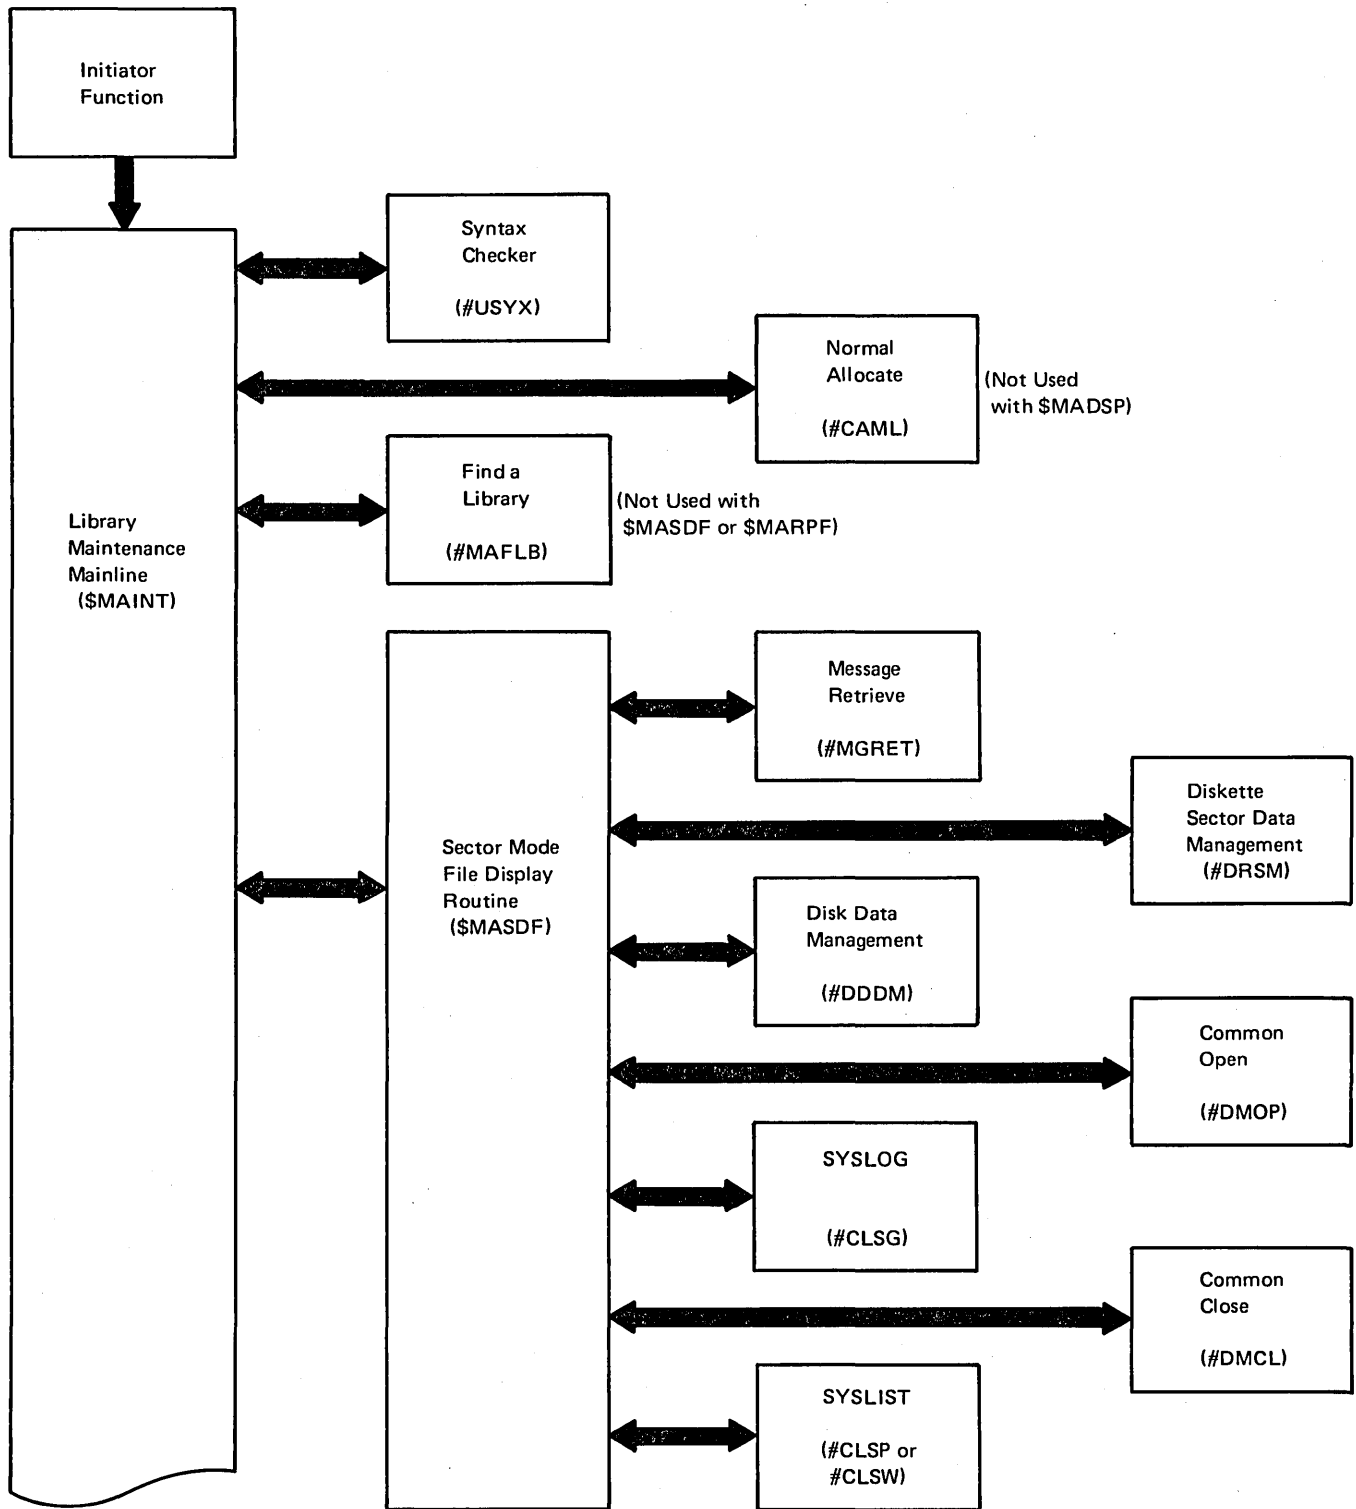 Initiator
Function
Syntax
Checker
(#USYX)
Normal
Allocate
(#CAML)
(Not Used
with $MADSP)
Find a
Library
(#MAFLB)
(Not Used with
$MASDF or $MARPF)
Library
Maintenance
Mainline
($MAINT)
Message
Retrieve
(#MGRET)
Diskette
Sector Data
Management
(#DRSM)
Sector Mode
File Display
Routine
($MASDF)
Disk Data
Management
(#DDDM)
Common
Open
(#DMOP)
SYSLOG
(#CLSG)
Common
Close
(#DMCL)
SYSLIST
(#CLSP or
#CLSW)